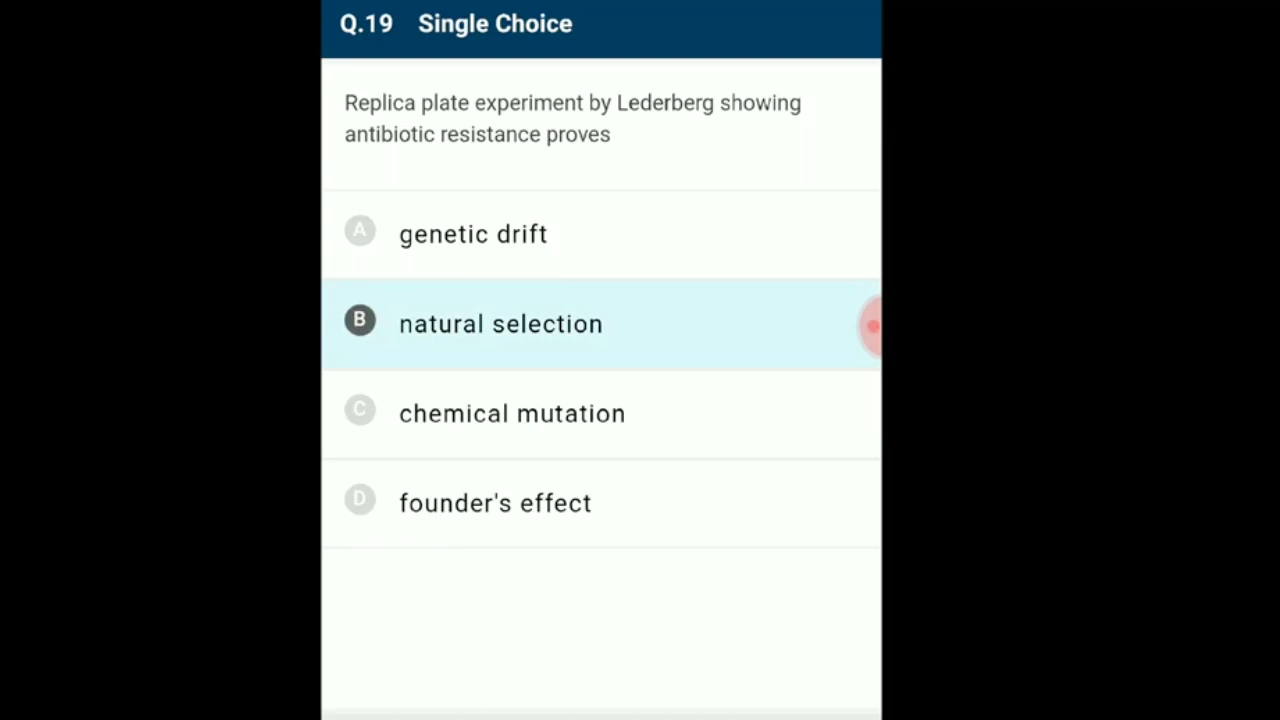 Q.19 Single Choice
Replica plate experiment by Lederberg showing
antibiotic resistance proves
A genetic drift
B natural selection
C chemical mutation
D founder's effect